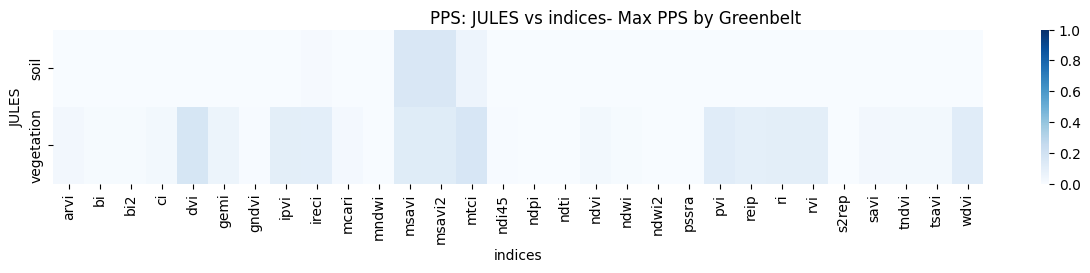 PPS: JULES vs indices- Max PPS by Greenbelt
JULES
soil
vegetation
arvi
bi
bi2
ci
dvi
gemi
gndvi
ipvi
ireci
mcari
mndwi
msavi
msavi2
mtci
ndi45
ndpi
ndti
ndvi
ndwi
ndwi2
pssra
pvi
reip
ri
rvi
s2rep
savi
tndvi
tsavi
wdvi
indices
1.0
0.8
0.6
0.4
0.2
0.0